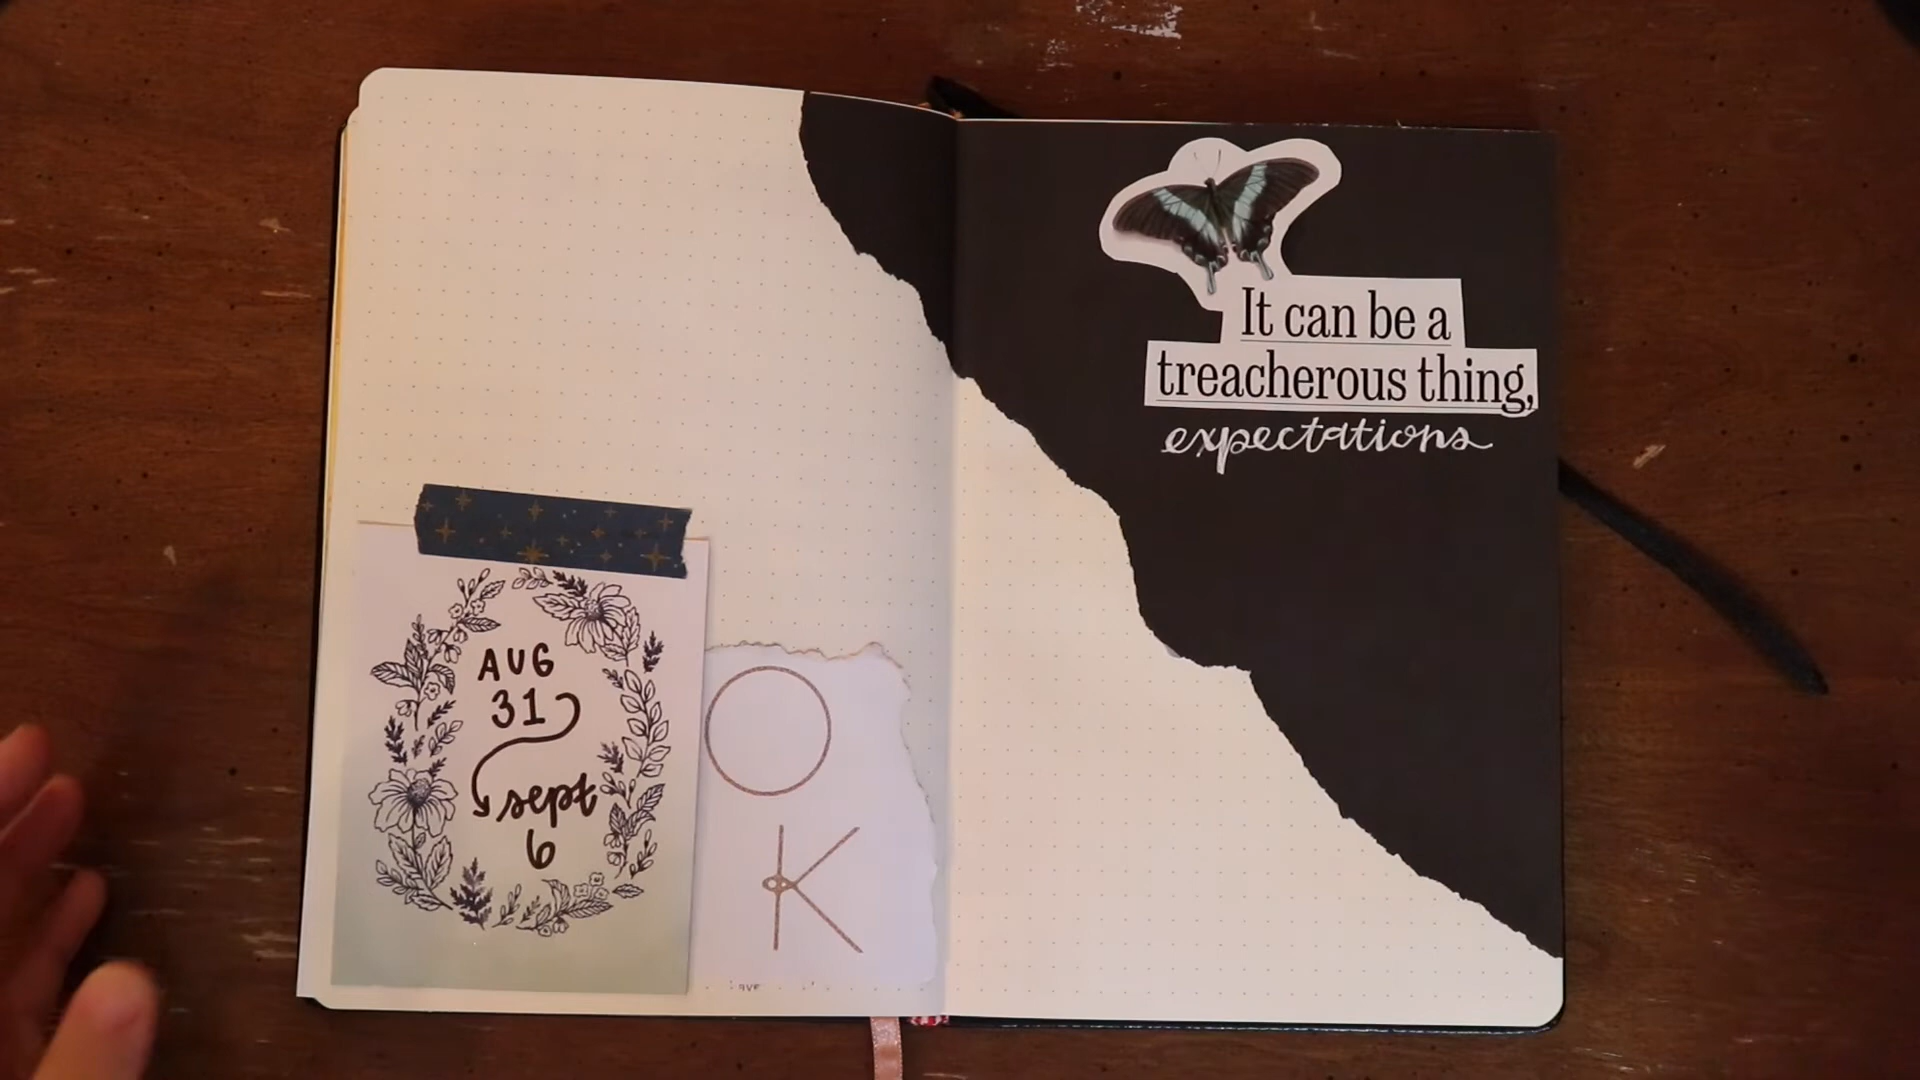 AUG
31
sept
6
O
K
It can be a
treacherous thing,
expectations